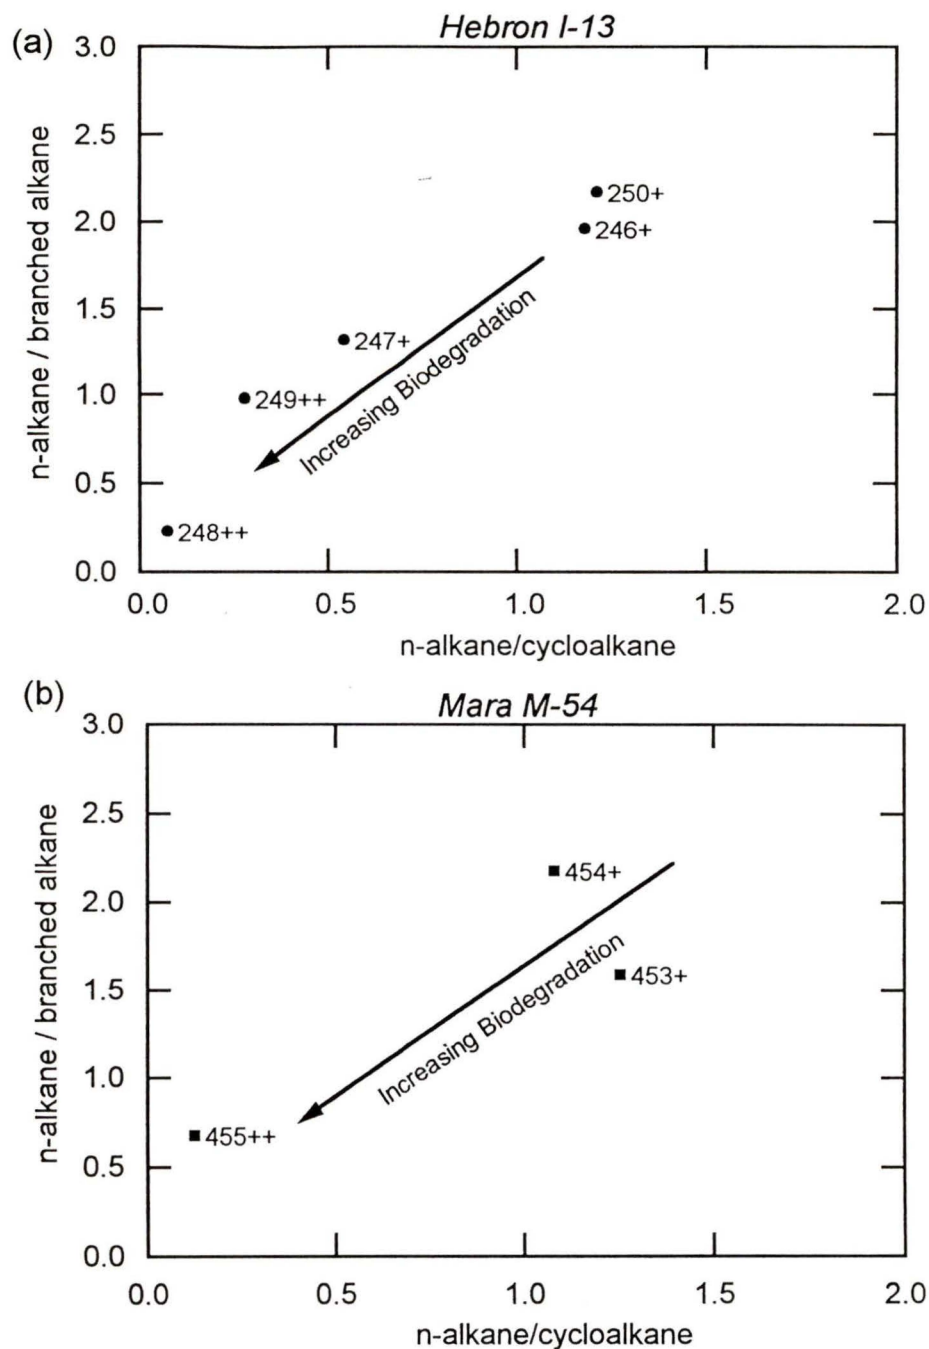 (a)
Hebron I-13
3.0
2.5
2.0
1.5
1.0
0.5
0.0
n-alkane / branched alkane
250+
246+
247+
249++
248++
Increasing Biodegradation
0.0 0.5 1.0 1.5 2.0
n-alkane/cycloalkane
(b)
Mara M-54
3.0
2.5
2.0
1.5
1.0
0.5
0.0
n-alkane / branched alkane
454+
453+
455++
Increasing Biodegradation
0.0 0.5 1.0 1.5 2.0
n-alkane/cycloalkane